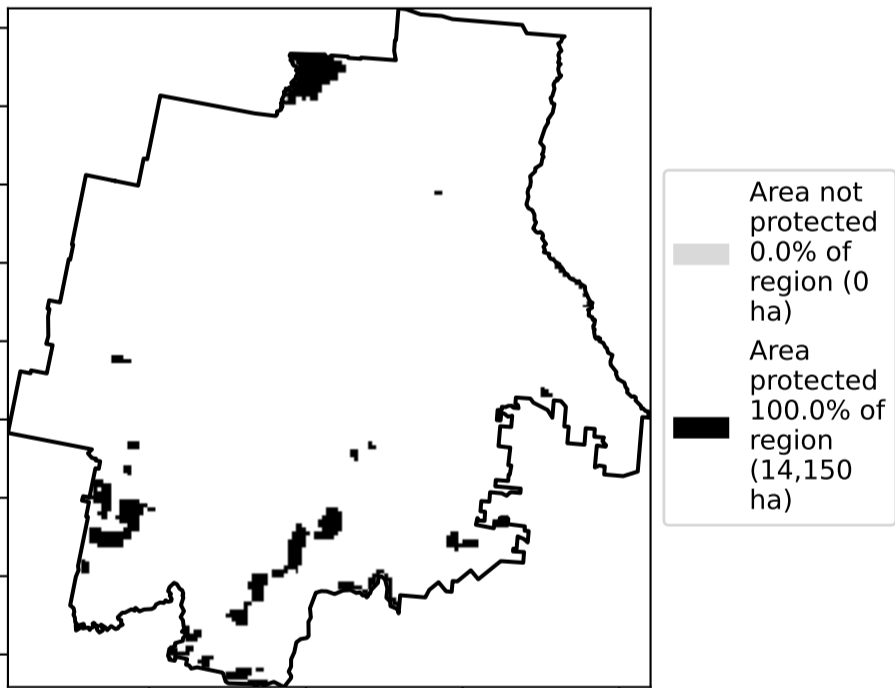 Area not
protected
0.0% of
region (0
ha)
Area
protected
100.0% of
region
(14,150
ha)